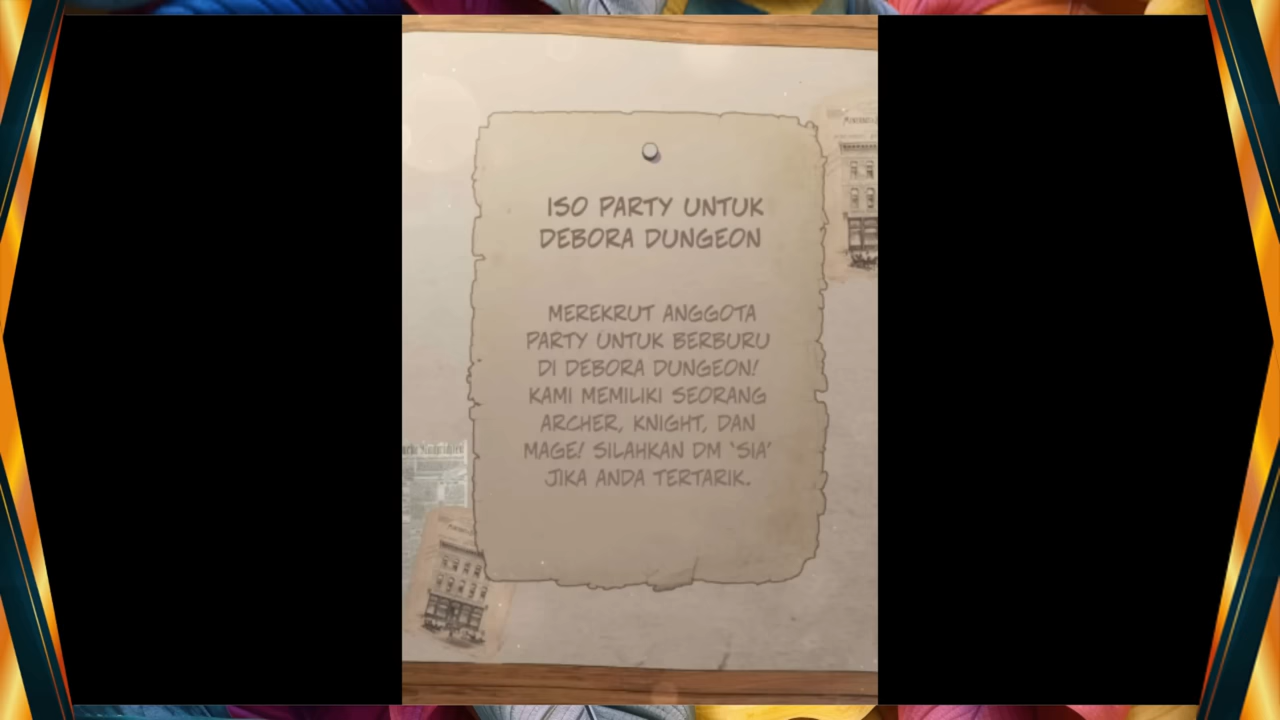 ISO PARTY UNTUK
DEBORA DUNGEON
MEREKRUT ANGGOTA
PARTY UNTUK BERBURU
DI DEBORA DUNGEON!
KAMI MEMILIKI SEORANG
ARCHER, KNIGHT, DAN
MAGE! SILAHKAN DM 'SIA'
JIKA ANDA TERTARIK.